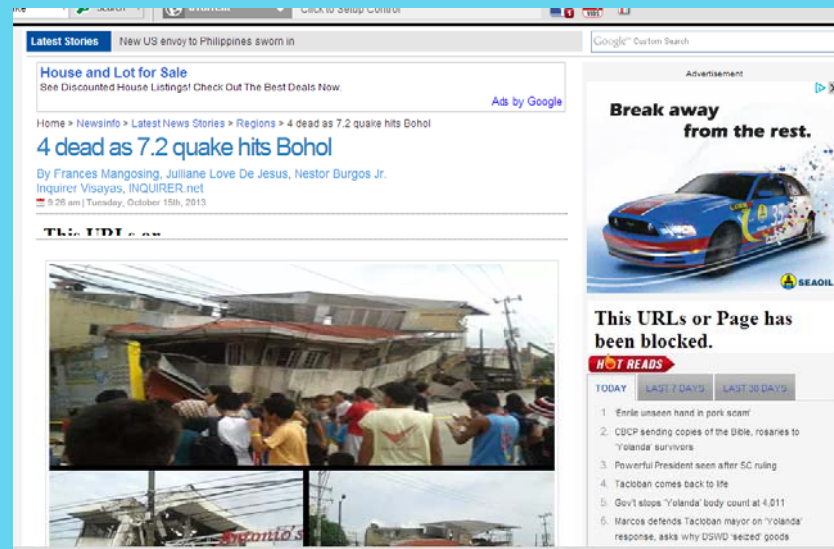 Search
Click to Setup Control
Latest Stories
New US envoy to Philippines sworn in
Google™ Custom Search
House and Lot for Sale
See Discounted House Listings! Check Out The Best Deals Now.
Ads by Google
Home > NewsInfo > Latest News Stories > Regions > 4 dead as 7.2 quake hits Bohol
4 dead as 7.2 quake hits Bohol
By Frances Mangosing, Julliane Love De Jesus, Nestor Burgos Jr.
Inquirer Visayas, INQUIRER.net
9:26 am | Tuesday, October 15th, 2013
This URLs or
Antonio's
Advertisement
Break away
from the rest.
35
SEAOIL
This URLs or Page has
been blocked.
HOT READS
TODAY
LAST 7 DAYS
LAST 30 DAYS
1. 'Enrile unseen hand in pork scam'
2. CBCP sending copies of the Bible, rosaries to
'Yolanda' survivors
3. Powerful President seen after SC ruling
4. Tacloban comes back to life
5. Gov't stops 'Yolanda' body count at 4,011
6. Marcos defends Tacloban mayor on 'Yolanda'
response, asks why DSWD 'seized' goods